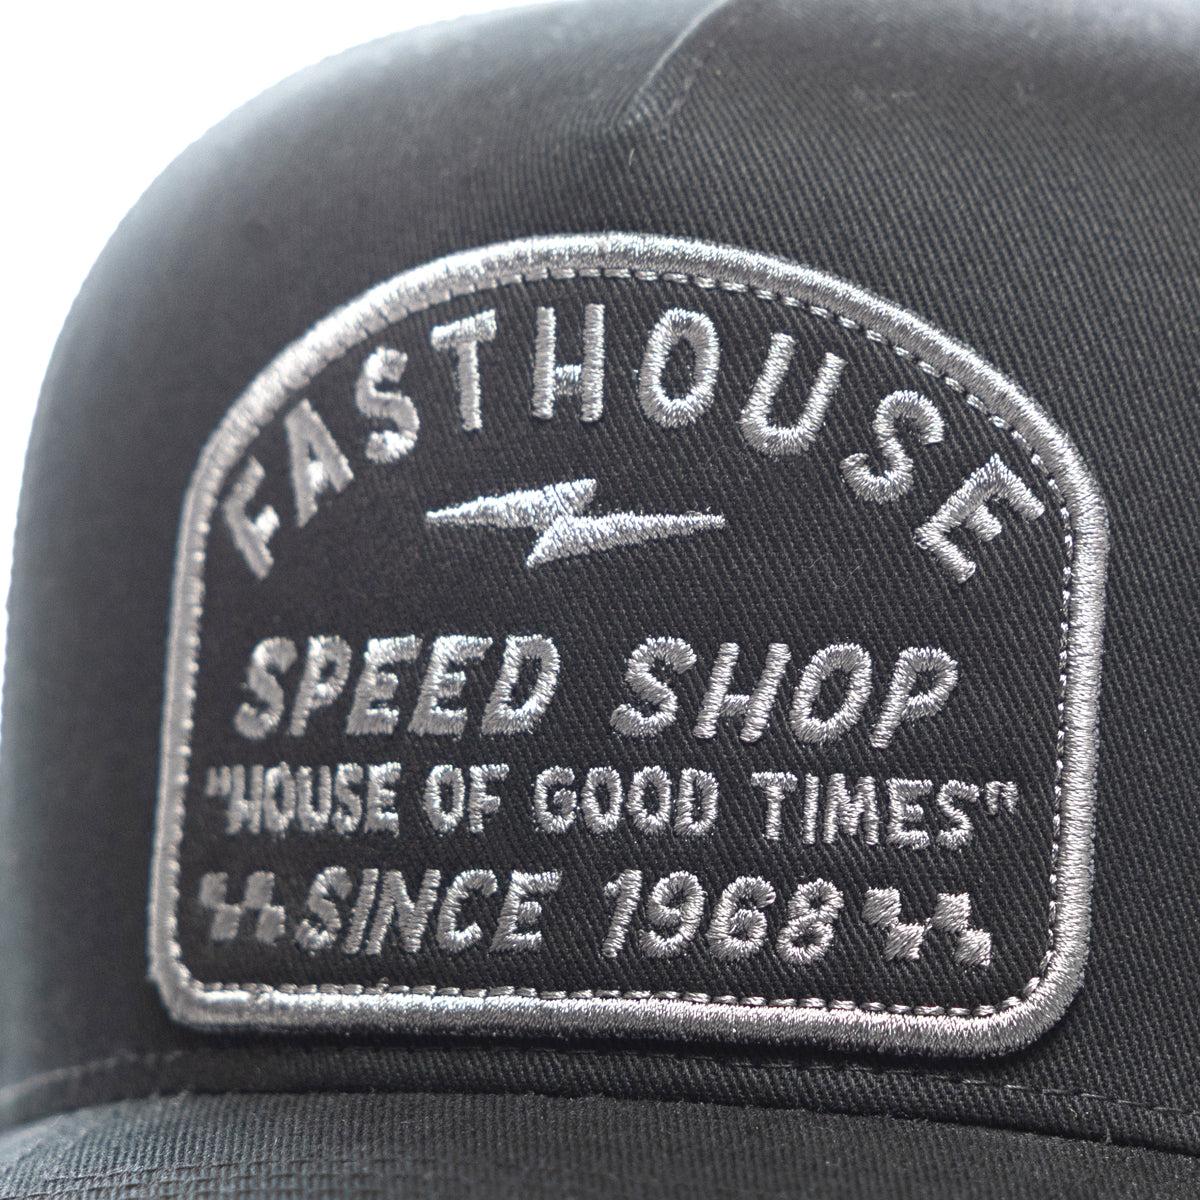 FASTHOUSE
SPEED SHOP
"HOUSE OF GOOD TIMES"
SINCE 1968